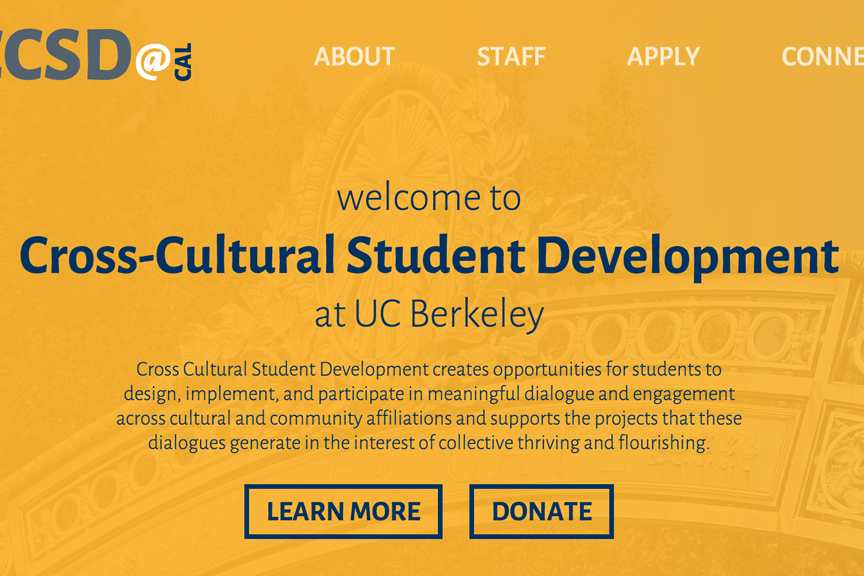 CCSD@CAL
ABOUT STAFF APPLY CONNE
welcome to
Cross-Cultural Student Development
at UC Berkeley
Cross Cultural Student Development creates opportunities for students to
design, implement, and participate in meaningful dialogue and engagement
across cultural and community affiliations and supports the projects that these
dialogues generate in the interest of collective thriving and flourishing.
LEARN MORE DONATE